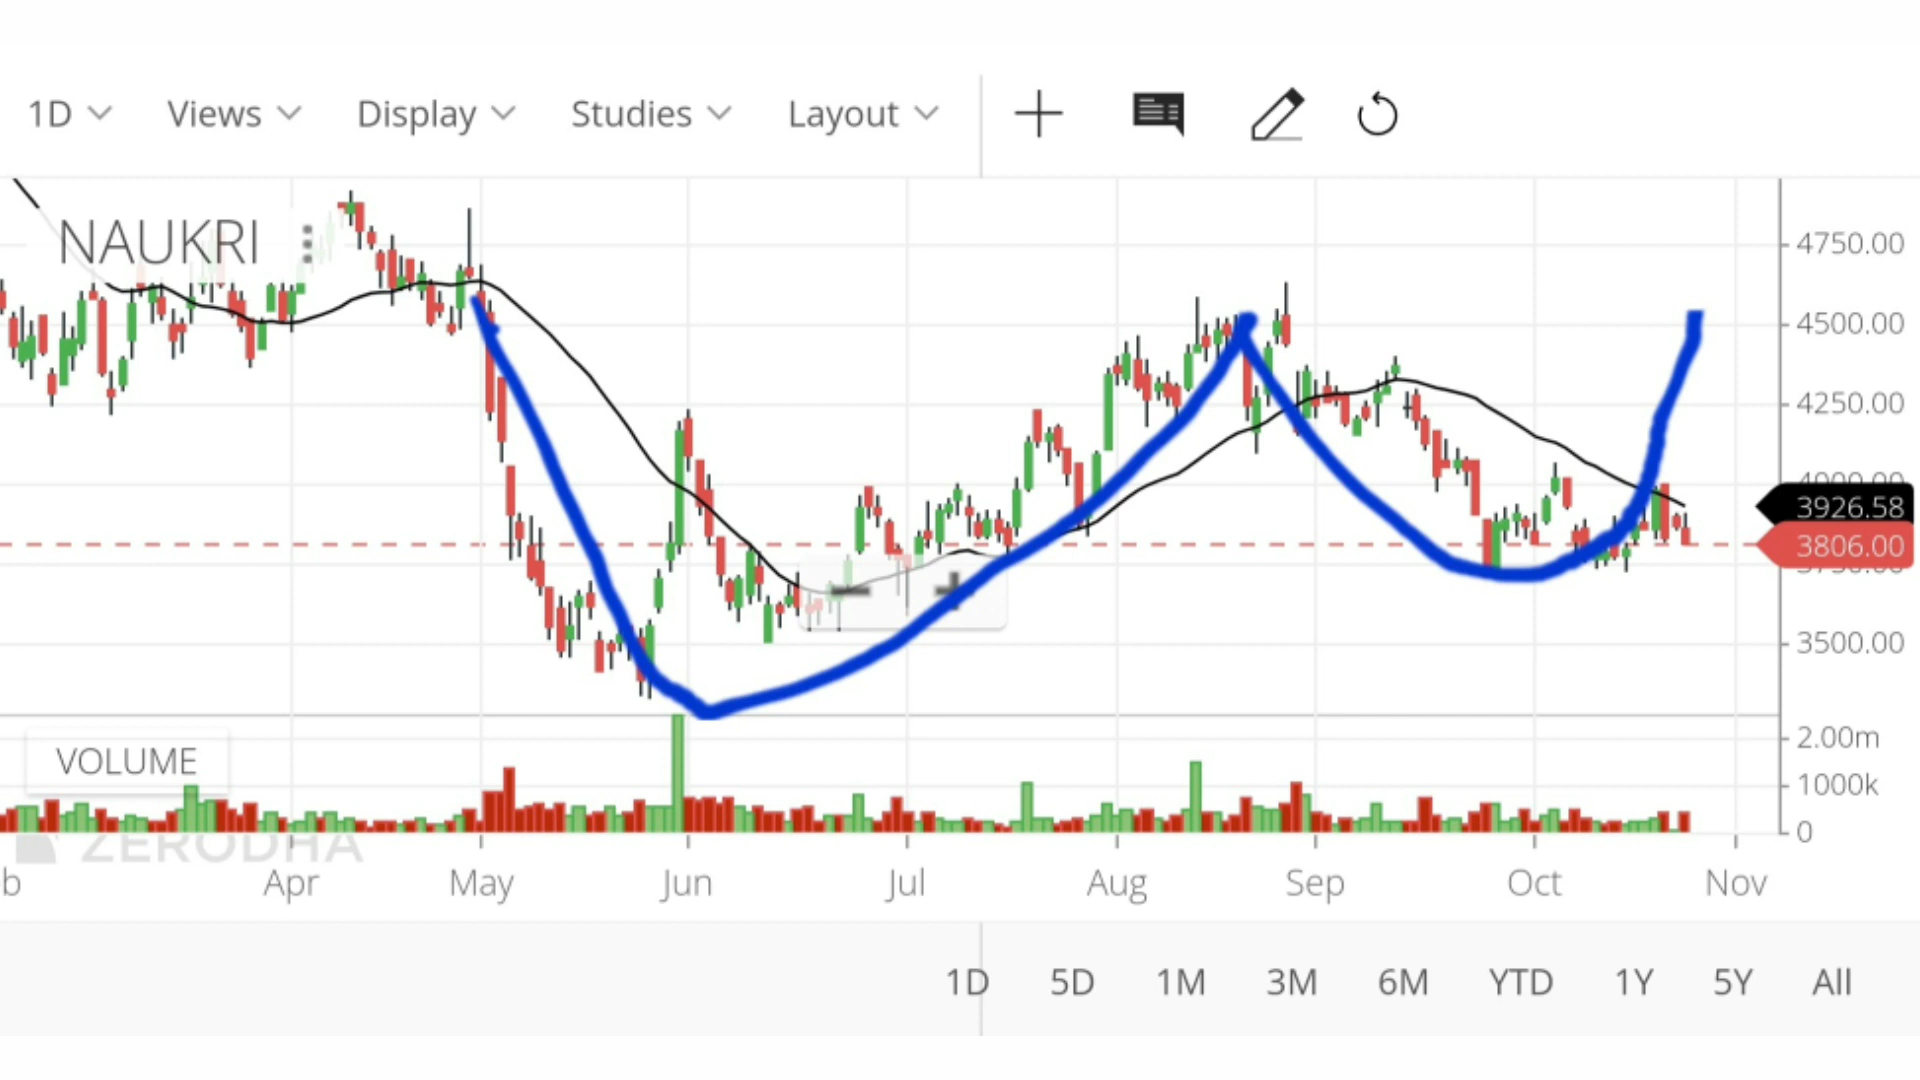 1D Views Display Studies Layout
NAUKRI
4750.00
4500.00
4250.00
4000.00
3926.58
3806.00
3500.00
VOLUME
2.00m
1000k
0
ZERODHA
b Apr May Jun Jul Aug Sep Oct Nov
1D 5D 1M 3M 6M YTD 1Y 5Y All